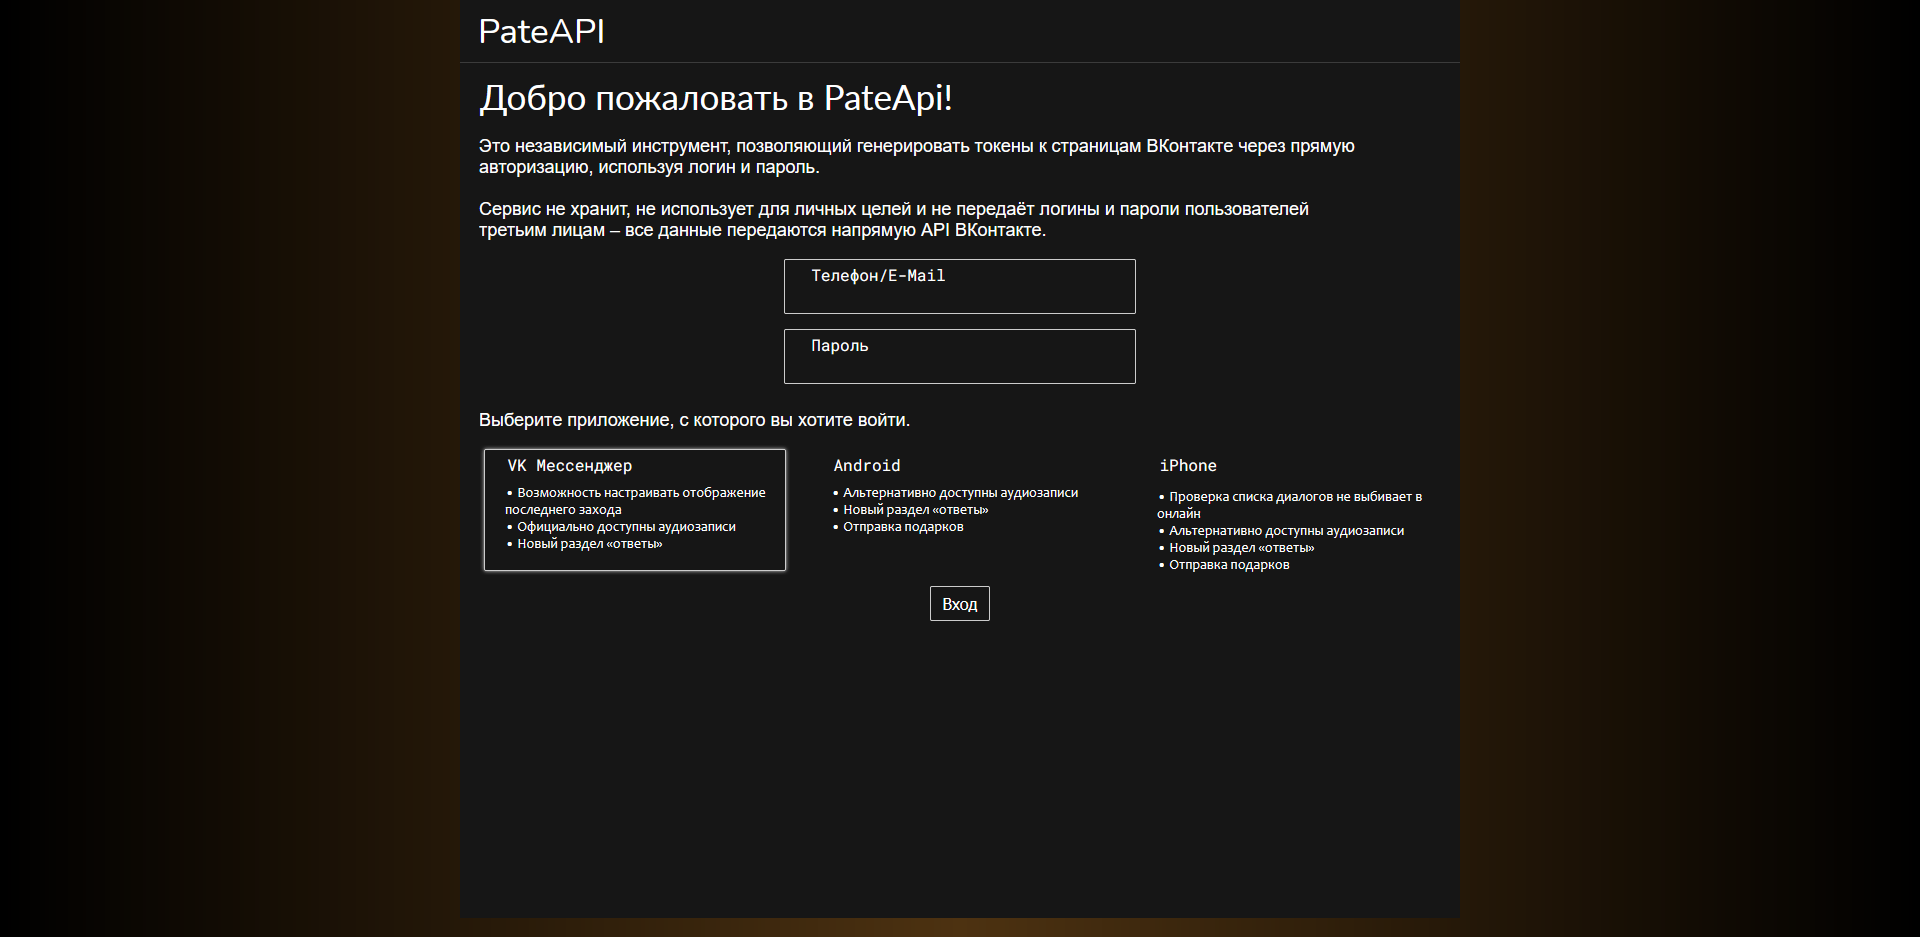 PateAPI
Добро пожаловать в PateApi!
Это независимый инструмент, позволяющий генерировать токены к страницам ВКонтакте через прямую
авторизацию, используя логин и пароль.
Сервис не хранит, не использует для личных целей и не передаёт логины и пароли пользователей
третьим лицам – все данные передаются напрямую API ВКонтакте.
Телефон/E-Mail
Пароль
Выберите приложение, с которого вы хотите войти.
VK Мессенджер
• Возможность настраивать отображение
последнего захода
• Официально доступны аудиозаписи
• Новый раздел «ответы»
Android
• Альтернативно доступны аудиозаписи
• Новый раздел «ответы»
• Отправка подарков
iPhone
• Проверка списка диалогов не выбивает в
онлайн
• Альтернативно доступны аудиозаписи
• Новый раздел «ответы»
• Отправка подарков
Вход